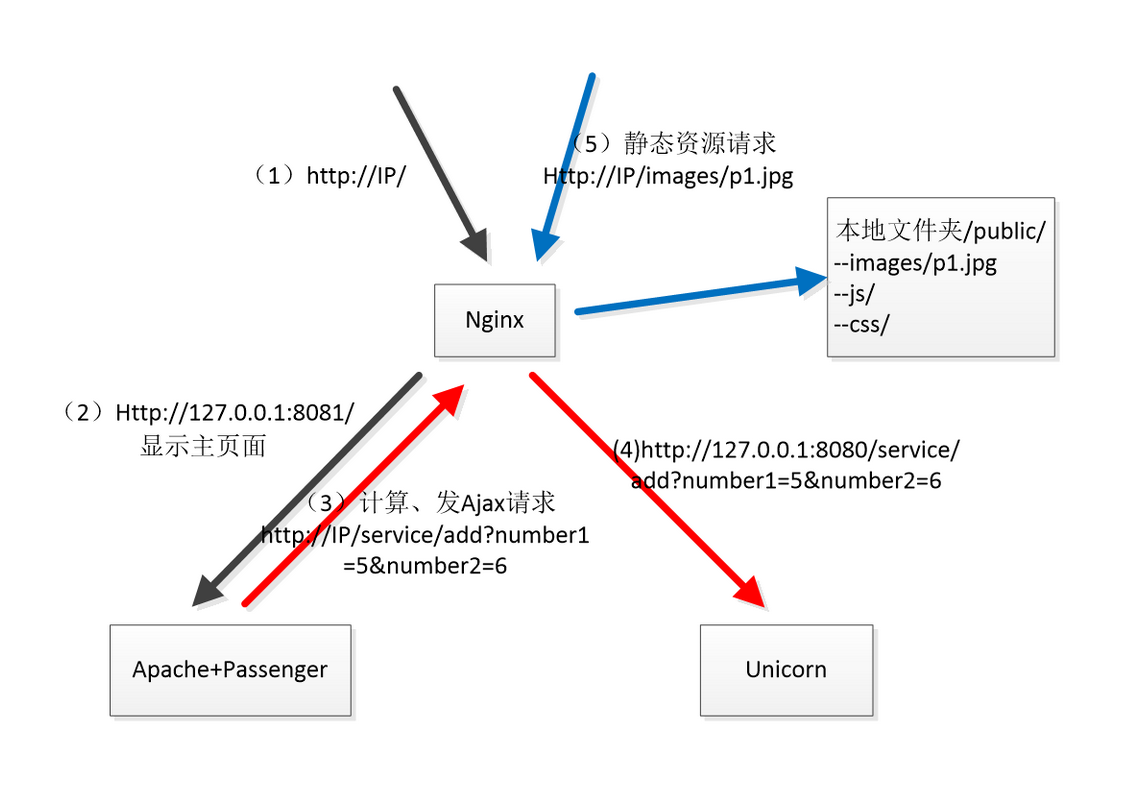 （5）静态资源请求
（1）http://IP/
Http://IP/images/p1.jpg
本地文件夹/public/
--images/p1.jpg
--js/
--css/
Nginx
（2）Http://127.0.0.1:8081/
显示主页面
(4)http://127.0.0.1:8080/service/
add?number1=5&number2=6
（3）计算、发Ajax请求
http://IP/service/add?number1
=5&number2=6
Apache+Passenger
Unicorn